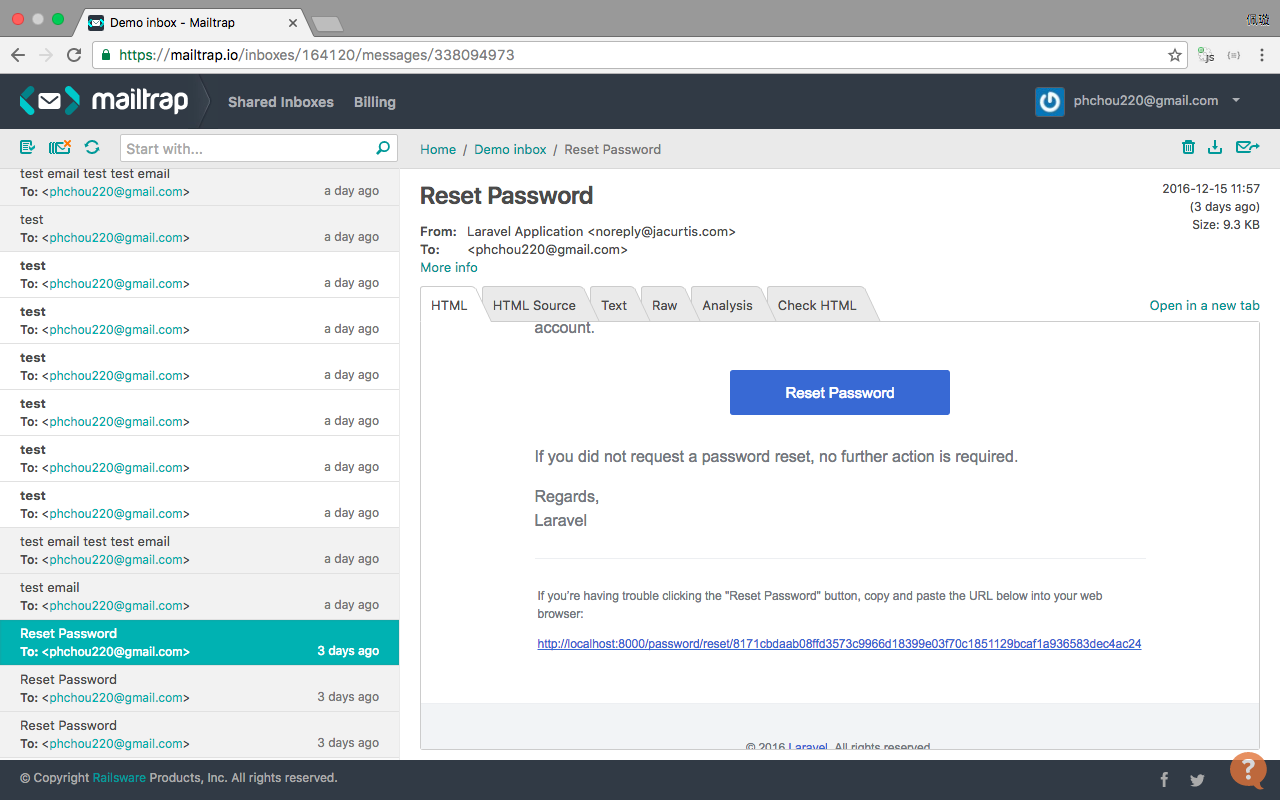 Demo inbox - Mailtrap
佩璇
https://mailtrap.io/inboxes/164120/messages/338094973
JS
mailtrap
Shared Inboxes
Billing
phchou220@gmail.com
Start with...
Home / Demo inbox / Reset Password
test email test test email
To: <phchou220@gmail.com> a day ago
test
To: <phchou220@gmail.com> a day ago
test
To: <phchou220@gmail.com> a day ago
test
To: <phchou220@gmail.com> a day ago
test
To: <phchou220@gmail.com> a day ago
test
To: <phchou220@gmail.com> a day ago
test
To: <phchou220@gmail.com> a day ago
test
To: <phchou220@gmail.com> a day ago
test email test test email
To: <phchou220@gmail.com> a day ago
test email
To: <phchou220@gmail.com> a day ago
Reset Password
To: <phchou220@gmail.com> 3 days ago
Reset Password
To: <phchou220@gmail.com> 3 days ago
Reset Password
To: <phchou220@gmail.com> 3 days ago
Reset Password
2016-12-15 11:57
(3 days ago)
Size: 9.3 KB
From: Laravel Application <noreply@jacurtis.com>
To: <phchou220@gmail.com>
More info
HTML
HTML Source
Text
Raw
Analysis
Check HTML
Open in a new tab
account.
Reset Password
If you did not request a password reset, no further action is required.
Regards,
Laravel
If you’re having trouble clicking the "Reset Password" button, copy and paste the URL below into your web
browser:
http://localhost:8000/password/reset/8171cbdaab08ffd3573c9966d18399e03f70c1851129bcaf1a936583dec4ac24
© 2016 Laravel. All rights reserved.
© Copyright Railsware Products, Inc. All rights reserved.
?